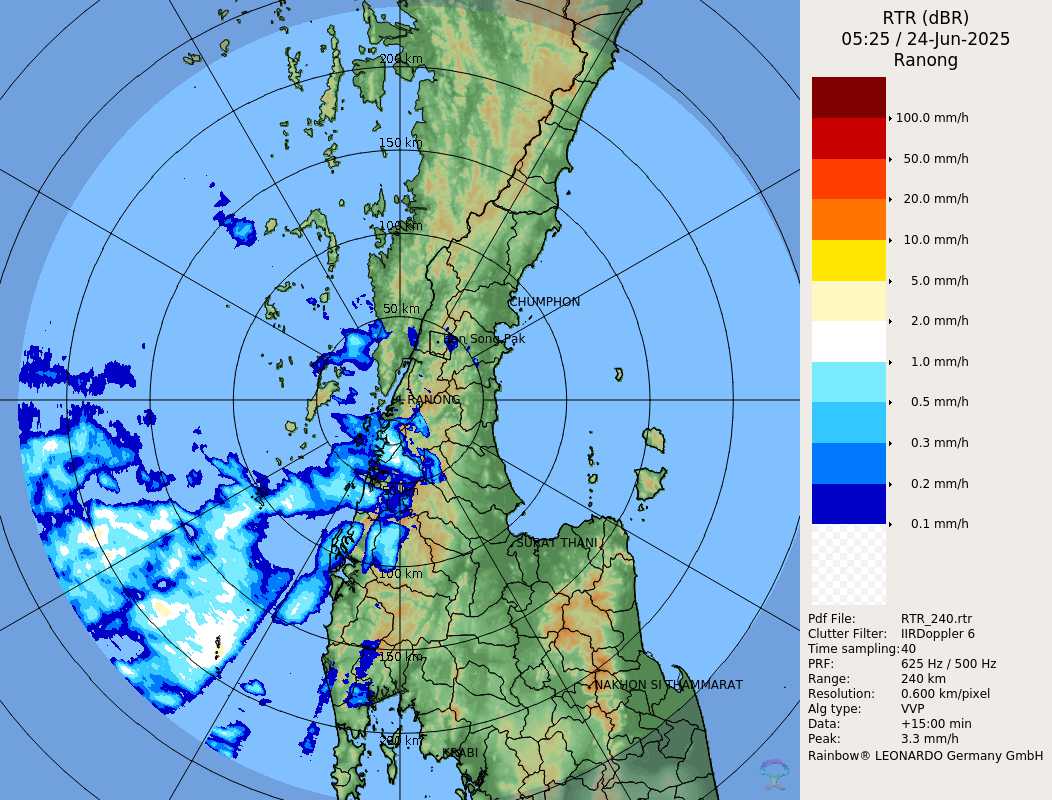 RTR (dBR)
05:25 / 24-Jun-2025
Ranong
100.0 mm/h
50.0 mm/h
20.0 mm/h
10.0 mm/h
5.0 mm/h
2.0 mm/h
1.0 mm/h
0.5 mm/h
0.3 mm/h
0.2 mm/h
0.1 mm/h
Pdf File: RTR_240.rtr
Clutter Filter: IIRDoppler 6
Time sampling:40
PRF: 625 Hz / 500 Hz
Range: 240 km
Resolution: 0.600 km/pixel
Alg type: VVP
Data: +15:00 min
Peak: 3.3 mm/h
Rainbow® LEONARDO Germany GmbH
200 km
150 km
100 km
50 km
CHUMPHON
Ban Song Pak
RANONG
50 km
SURAT THANI
100 km
150 km
NAKHON SI THAMMARAT
200 km
KRABI